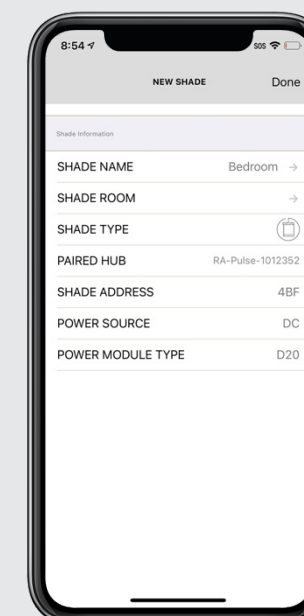 8:54 SOS
NEW SHADE Done
Shade Information
SHADE NAME Bedroom →
SHADE ROOM →
SHADE TYPE
PAIRED HUB RA-Pulse-1012352
SHADE ADDRESS 4BF
POWER SOURCE DC
POWER MODULE TYPE D20